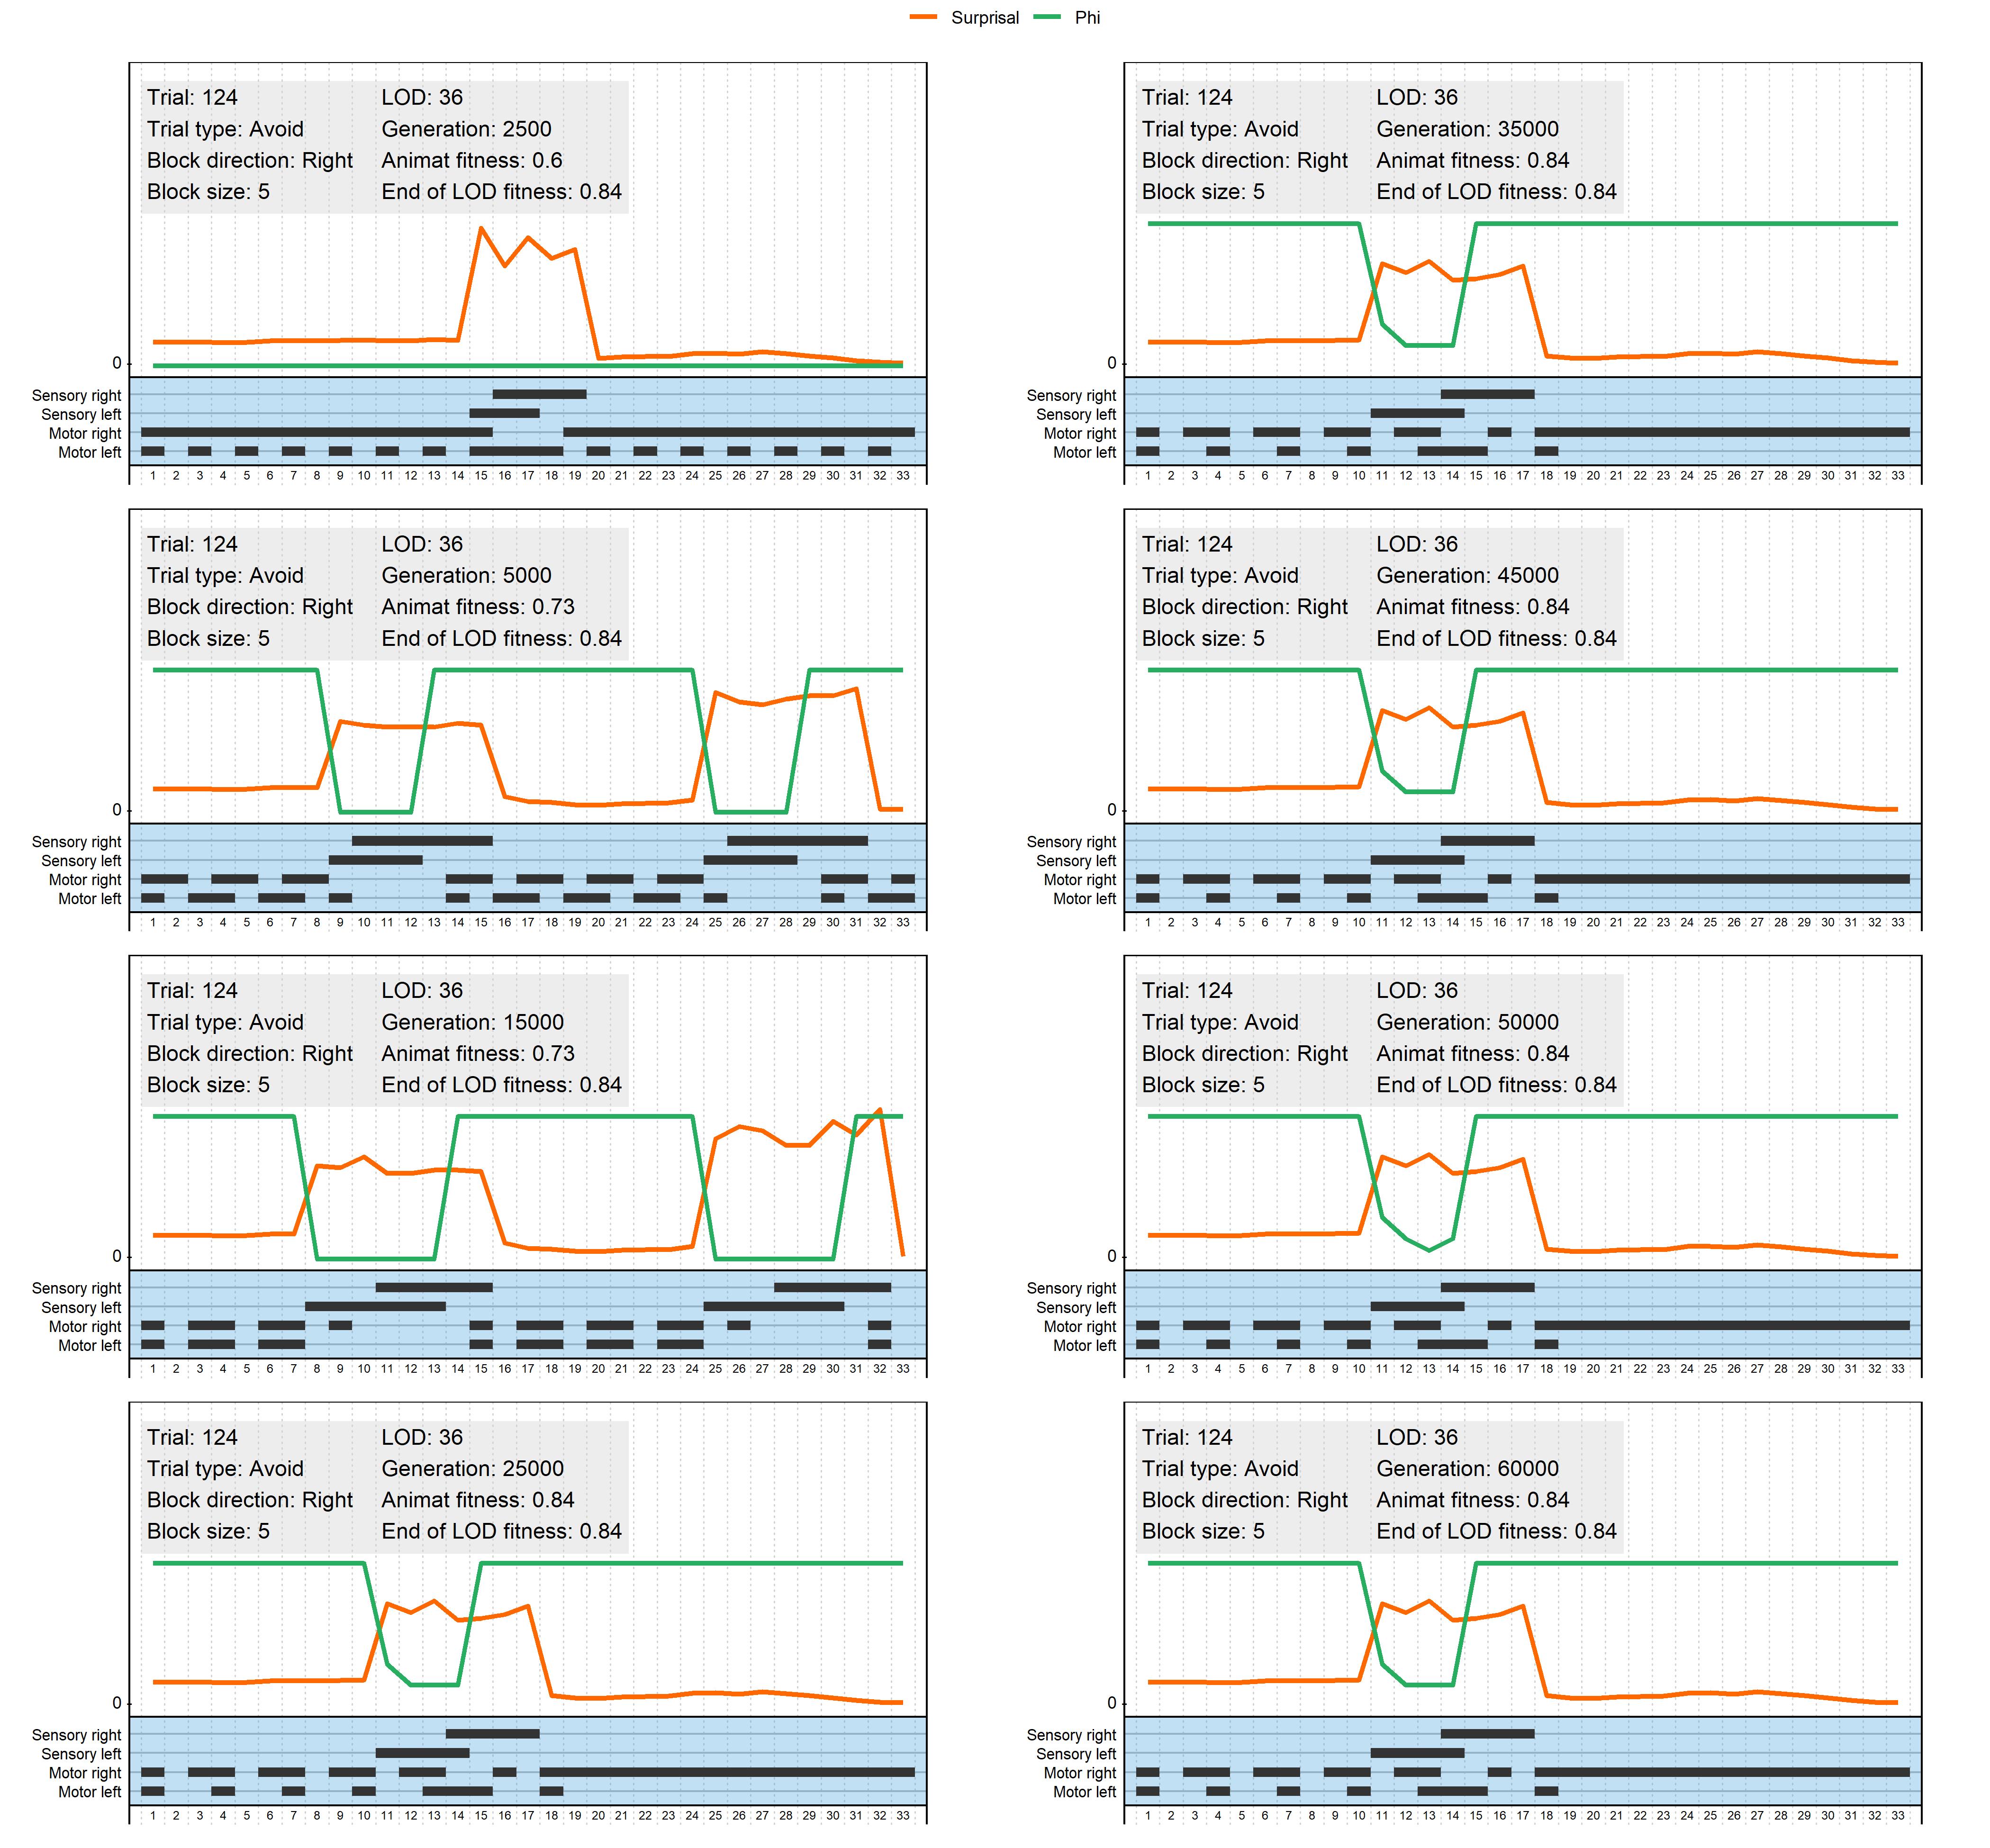 Surprisal Phi
Trial: 124 LOD: 36
Trial type: Avoid Generation: 2500
Block direction: Right Animat fitness: 0.6
Block size: 5 End of LOD fitness: 0.84
0
Sensory right
Sensory left
Motor right
Motor left
1 2 3 4 5 6 7 8 9 10 11 12 13 14 15 16 17 18 19 20 21 22 23 24 25 26 27 28 29 30 31 32 33
Trial: 124 LOD: 36
Trial type: Avoid Generation: 35000
Block direction: Right Animat fitness: 0.84
Block size: 5 End of LOD fitness: 0.84
0
Sensory right
Sensory left
Motor right
Motor left
1 2 3 4 5 6 7 8 9 10 11 12 13 14 15 16 17 18 19 20 21 22 23 24 25 26 27 28 29 30 31 32 33
Trial: 124 LOD: 36
Trial type: Avoid Generation: 5000
Block direction: Right Animat fitness: 0.73
Block size: 5 End of LOD fitness: 0.84
0
Sensory right
Sensory left
Motor right
Motor left
1 2 3 4 5 6 7 8 9 10 11 12 13 14 15 16 17 18 19 20 21 22 23 24 25 26 27 28 29 30 31 32 33
Trial: 124 LOD: 36
Trial type: Avoid Generation: 45000
Block direction: Right Animat fitness: 0.84
Block size: 5 End of LOD fitness: 0.84
0
Sensory right
Sensory left
Motor right
Motor left
1 2 3 4 5 6 7 8 9 10 11 12 13 14 15 16 17 18 19 20 21 22 23 24 25 26 27 28 29 30 31 32 33
Trial: 124 LOD: 36
Trial type: Avoid Generation: 15000
Block direction: Right Animat fitness: 0.73
Block size: 5 End of LOD fitness: 0.84
0
Sensory right
Sensory left
Motor right
Motor left
1 2 3 4 5 6 7 8 9 10 11 12 13 14 15 16 17 18 19 20 21 22 23 24 25 26 27 28 29 30 31 32 33
Trial: 124 LOD: 36
Trial type: Avoid Generation: 50000
Block direction: Right Animat fitness: 0.84
Block size: 5 End of LOD fitness: 0.84
0
Sensory right
Sensory left
Motor right
Motor left
1 2 3 4 5 6 7 8 9 10 11 12 13 14 15 16 17 18 19 20 21 22 23 24 25 26 27 28 29 30 31 32 33
Trial: 124 LOD: 36
Trial type: Avoid Generation: 25000
Block direction: Right Animat fitness: 0.84
Block size: 5 End of LOD fitness: 0.84
0
Sensory right
Sensory left
Motor right
Motor left
1 2 3 4 5 6 7 8 9 10 11 12 13 14 15 16 17 18 19 20 21 22 23 24 25 26 27 28 29 30 31 32 33
Trial: 124 LOD: 36
Trial type: Avoid Generation: 60000
Block direction: Right Animat fitness: 0.84
Block size: 5 End of LOD fitness: 0.84
0
Sensory right
Sensory left
Motor right
Motor left
1 2 3 4 5 6 7 8 9 10 11 12 13 14 15 16 17 18 19 20 21 22 23 24 25 26 27 28 29 30 31 32 33